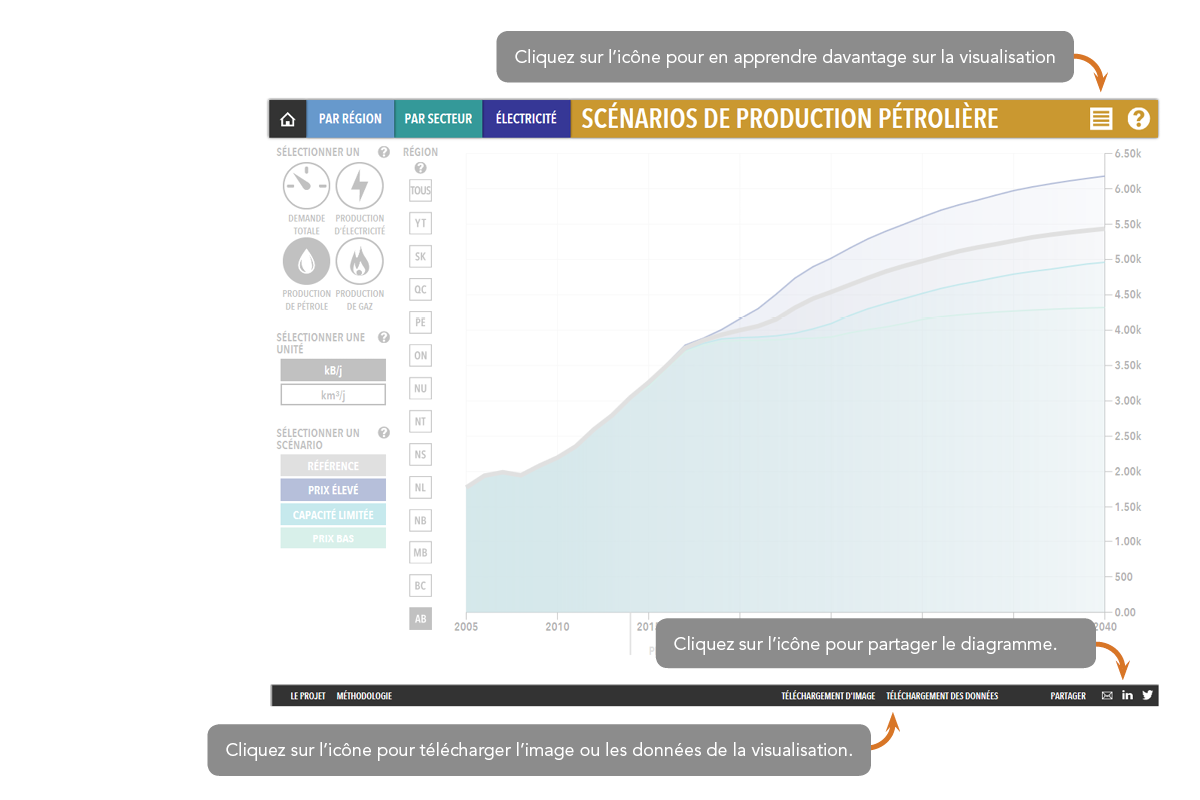 Cliquez sur l'icône pour en apprendre davantage sur la visualisation
PAR RÉGION
PAR SECTEUR
ÉLECTRICITÉ
SCÉNARIOS DE PRODUCTION PÉTROLIÈRE
?
SÉLECTIONNER UN ?
DEMANDE
TOTALE
PRODUCTION
D'ÉLECTRICITÉ
PRODUCTION
DE PÉTROLE
PRODUCTION
DE GAZ
SÉLECTIONNER UNE ?
UNITÉ
kB/j
km³/j
SÉLECTIONNER UN ?
SCÉNARIO
RÉFÉRENCE
PRIX ÉLEVÉ
CAPACITÉ LIMITÉE
PRIX BAS
RÉGION
?
TOUS
YT
SK
QC
PE
ON
NU
NT
NS
NL
NB
MB
BC
AB
6.50k
6.00k
5.50k
5.00k
4.50k
4.00k
3.50k
3.00k
2.50k
2.00k
1.50k
1.00k
500
0.00
2005
2010
2040
Cliquez sur l'icône pour partager le diagramme.
LE PROJET
MÉTHODOLOGIE
TÉLÉCHARGEMENT D'IMAGE
TÉLÉCHARGEMENT DES DONNÉES
PARTAGER
in
Cliquez sur l'icône pour télécharger l'image ou les données de la visualisation.